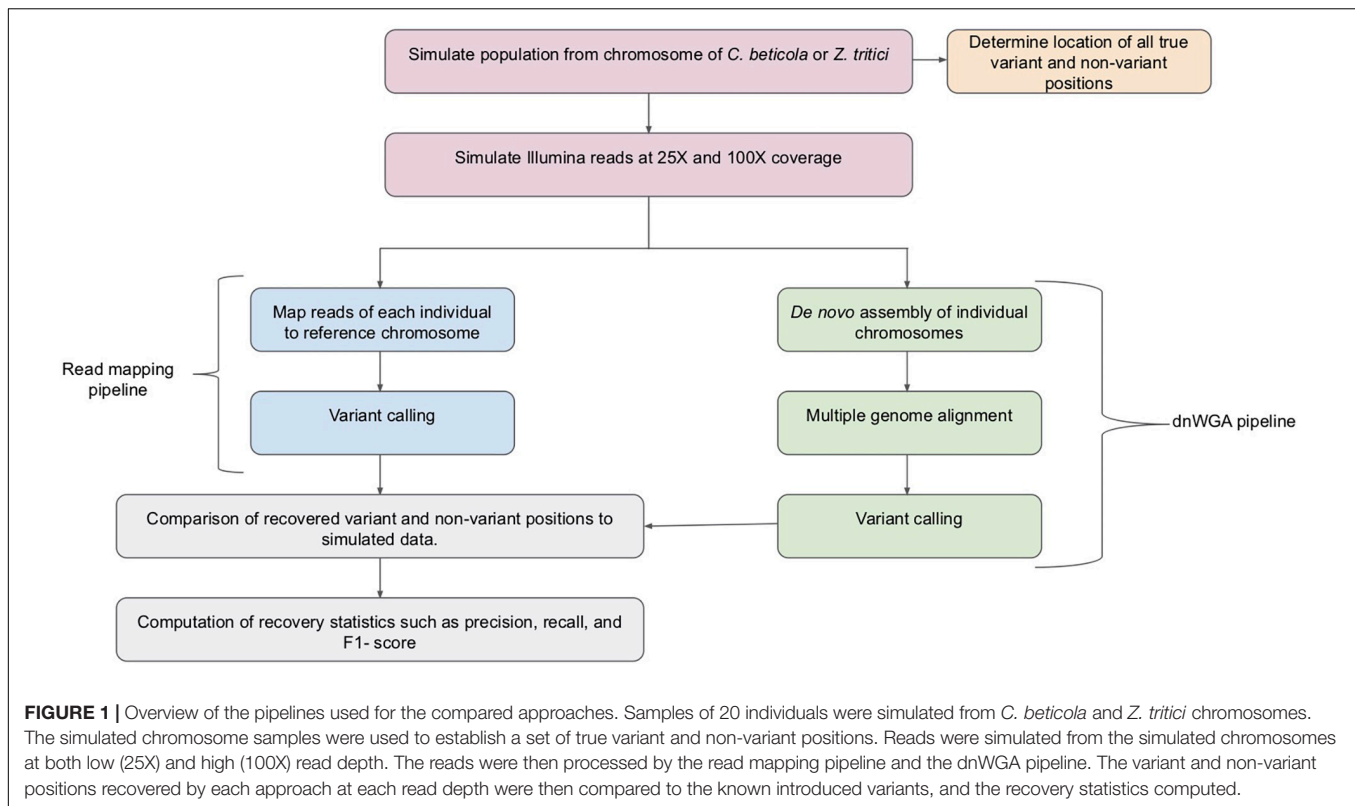 Simulate population from chromosome of C. beticola or Z. tritici
Determine location of all true
variant and non-variant
positions
Simulate Illumina reads at 25X and 100X coverage
Read mapping
pipeline
Map reads of each individual
to reference chromosome
Variant calling
De novo assembly of individual
chromosomes
Multiple genome alignment
Variant calling
dnWGA pipeline
Comparison of recovered variant and non-variant positions to
simulated data.
Computation of recovery statistics such as precision, recall, and
F1- score
FIGURE 1 | Overview of the pipelines used for the compared approaches. Samples of 20 individuals were simulated from C. beticola and Z. tritici chromosomes.
The simulated chromosome samples were used to establish a set of true variant and non-variant positions. Reads were simulated from the simulated chromosomes
at both low (25X) and high (100X) read depth. The reads were then processed by the read mapping pipeline and the dnWGA pipeline. The variant and non-variant
positions recovered by each approach at each read depth were then compared to the known introduced variants, and the recovery statistics computed.